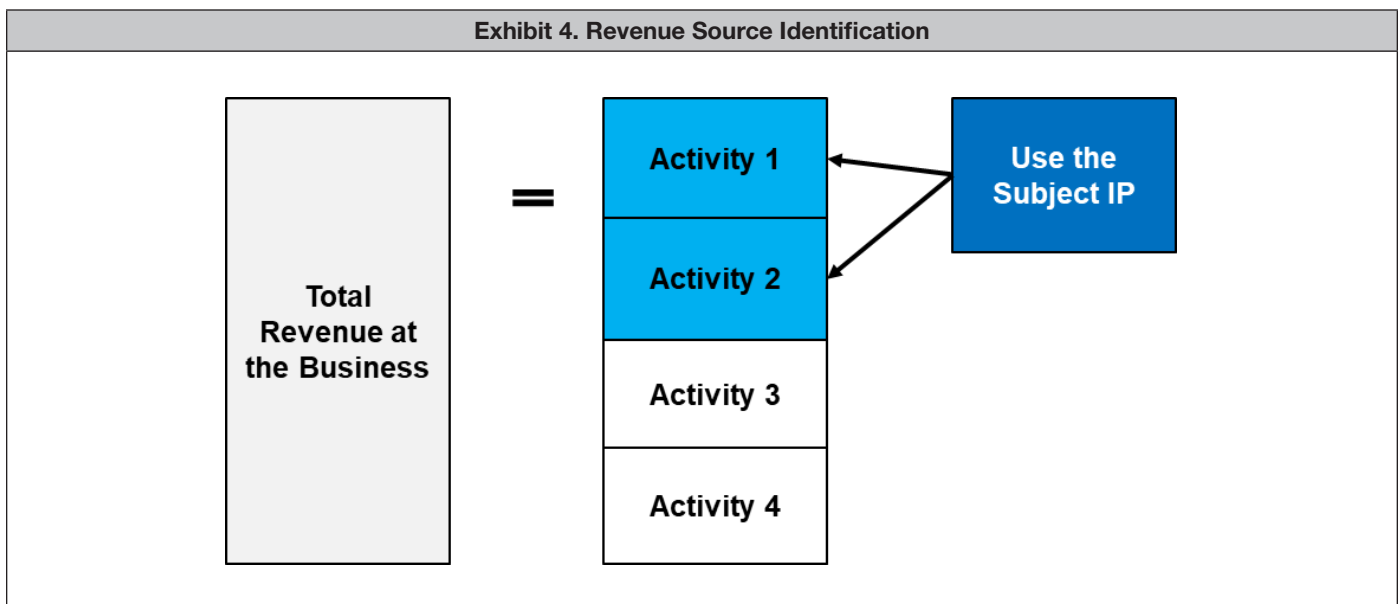 Exhibit 4. Revenue Source Identification
Total
Revenue at
the Business
=
Activity 1
Activity 2
Activity 3
Activity 4
Use the
Subject IP